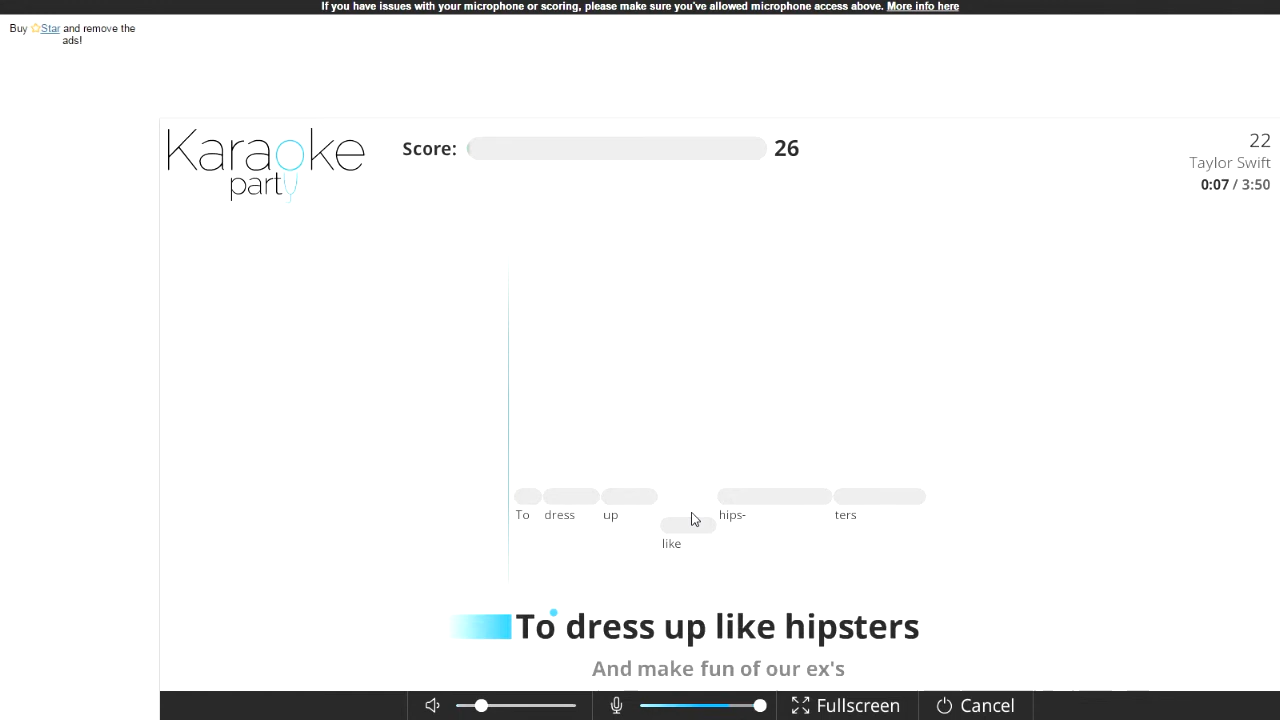 If you have issues with your microphone or scoring, please make sure you've allowed microphone access above. More info here
Buy Star and remove the
ads!
Karaoke
party
Score: 26
22
Taylor Swift
0:07 / 3:50
To dress up hips- ters
like
To dress up like hipsters
And make fun of our ex's
Fullscreen Cancel